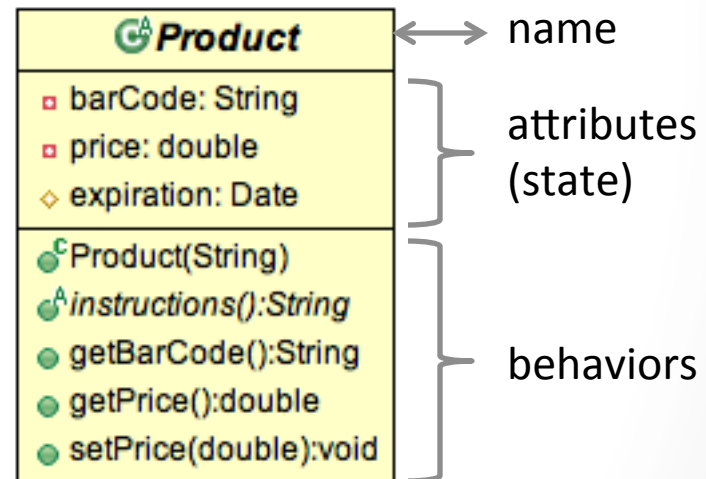 Product
name
barCode: String
price: double
expiration: Date
attributes
(state)
Product(String)
instructions():String
getBarCode():String
getPrice():double
setPrice(double):void
behaviors